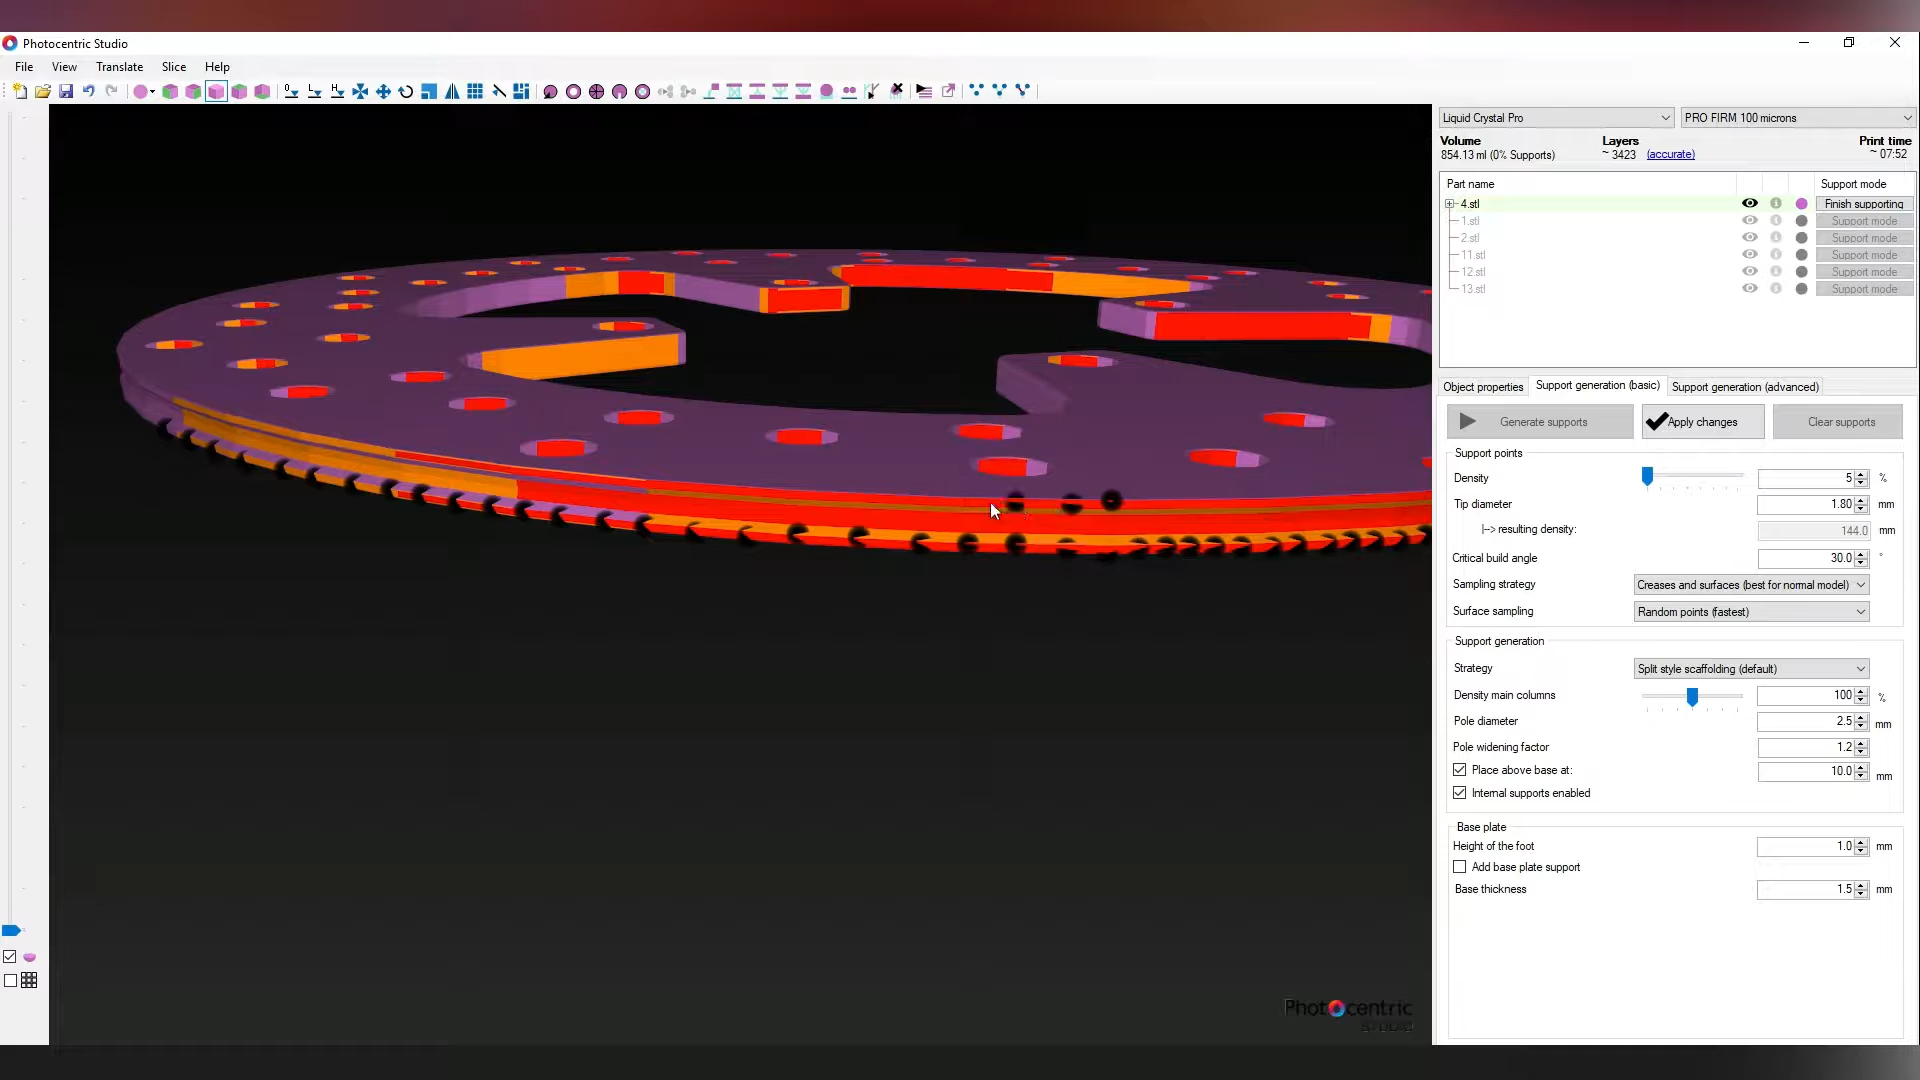 Photocentric Studio
File View Translate Slice Help
0 L H
Liquid Crystal Pro PRO FIRM 100 microns
Volume Layers Print time
854.13 ml (0% Supports) ~ 3423 (accurate) ~ 07:52
Part name Support mode
4.stl Finish supporting
1.stl Support mode
2.stl Support mode
11.stl Support mode
12.stl Support mode
13.stl Support mode
Object properties Support generation (basic) Support generation (advanced)
Generate supports Apply changes Clear supports
Support points
Density 5 %
Tip diameter 1.80 mm
|-> resulting density: 144.0 mm
Critical build angle 30.0 °
Sampling strategy Creases and surfaces (best for normal model)
Surface sampling Random points (fastest)
Support generation
Strategy Split style scaffolding (default)
Density main columns 100 %
Pole diameter 2.5 mm
Pole widening factor 1.2
Place above base at: 10.0 mm
Internal supports enabled
Base plate
Height of the foot 1.0 mm
Add base plate support
Base thickness 1.5 mm
Photocentric
STUDIO